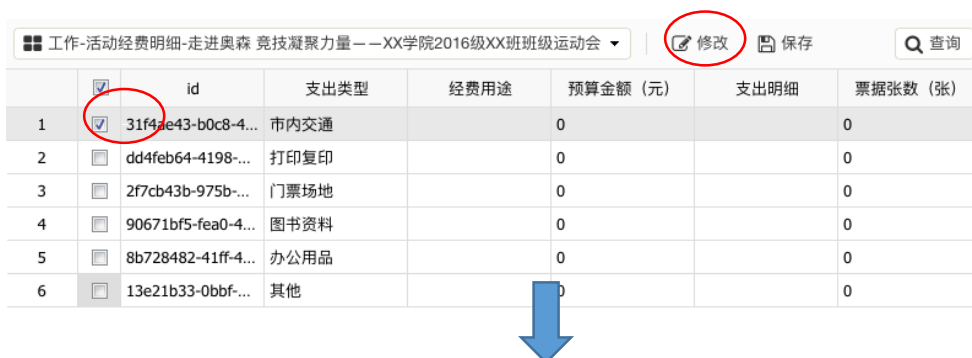 工作-活动经费明细-走进奥森 竞技凝聚力量——XX学院2016级XX班班级运动会 修改 保存 查询
id 支出类型 经费用途 预算金额（元） 支出明细 票据张数（张）
1 31f4ae43-b0c8-4... 市内交通 0 0
2 dd4feb64-4198-... 打印复印 0 0
3 2f7cb43b-975b-... 门票场地 0 0
4 90671bf5-fea0-4... 图书资料 0 0
5 8b728482-41ff-4... 办公用品 0 0
6 13e21b33-0bbf-... 其他 0 0